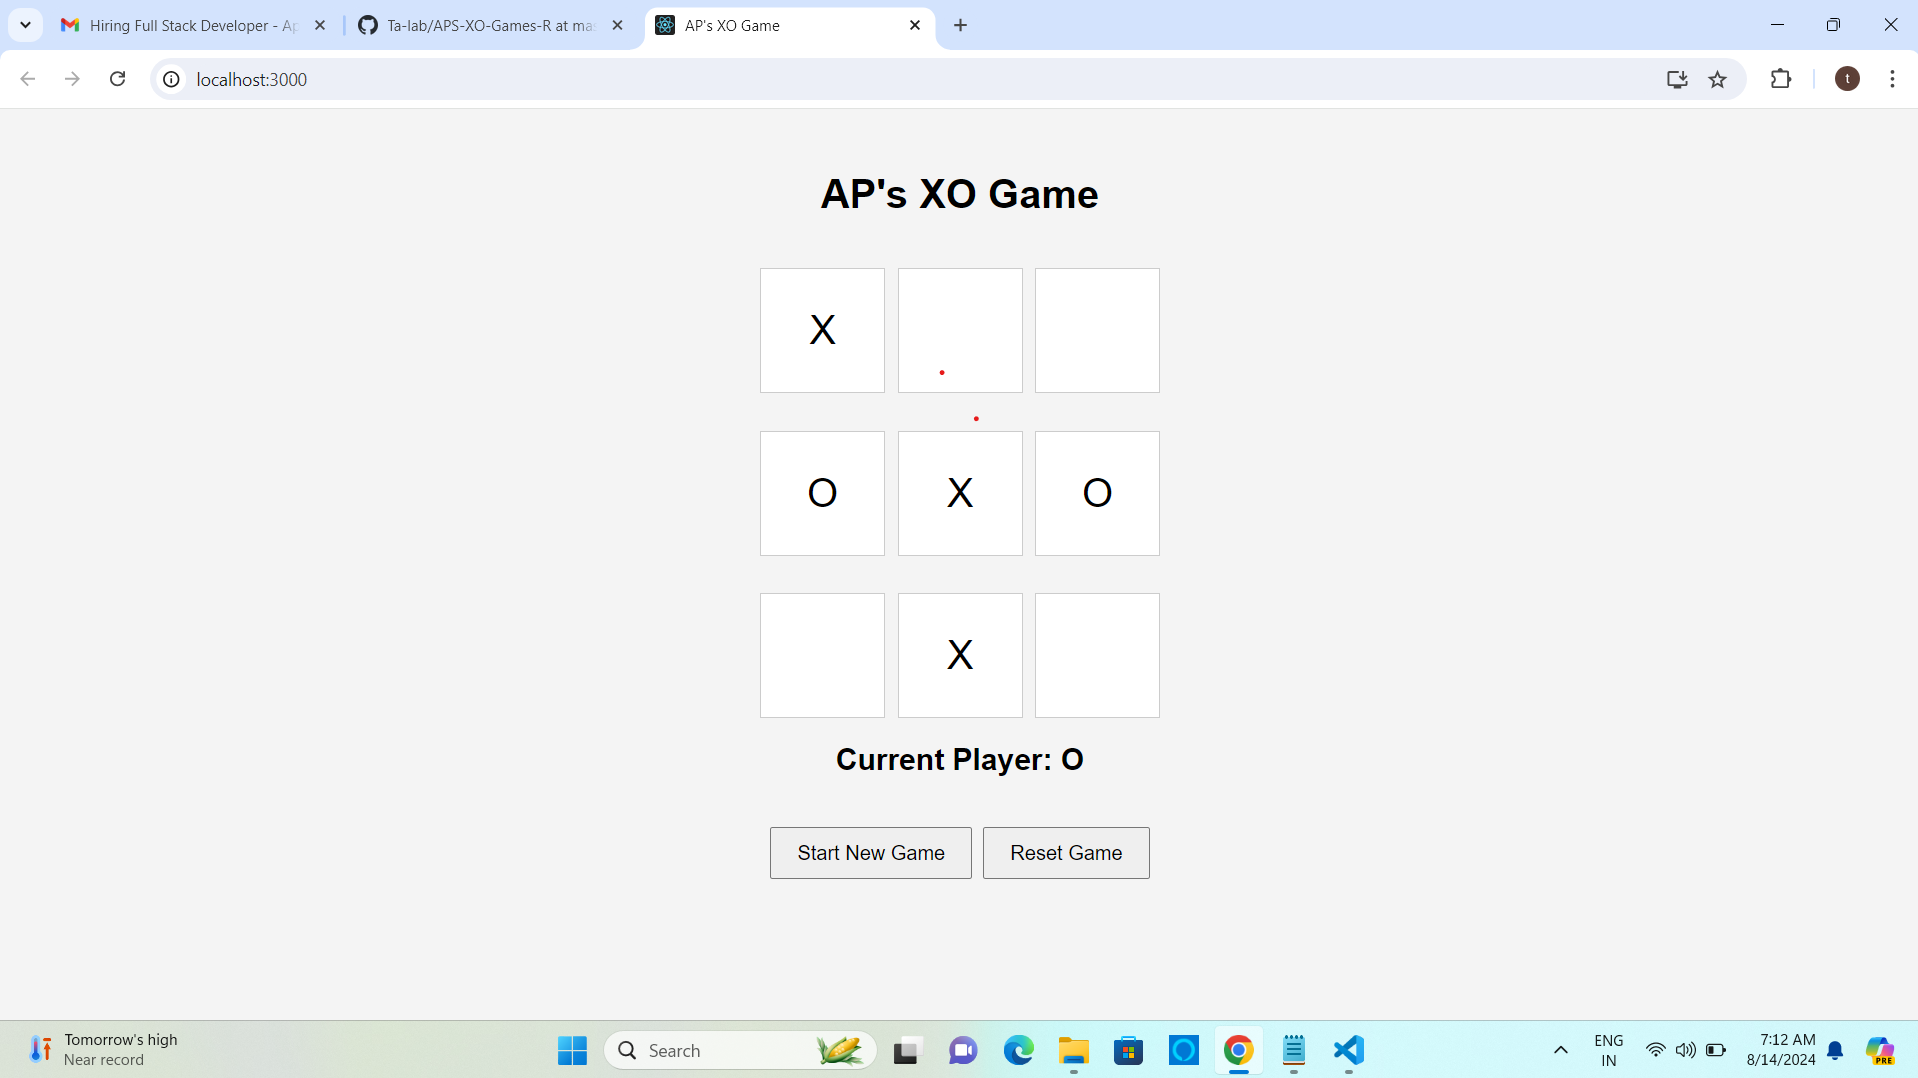 Hiring Full Stack Developer - Ap
Ta-lab/APS-XO-Games-R at mas
AP's XO Game
localhost:3000
t
AP's XO Game
X
O X O
X
Current Player: O
Start New Game Reset Game
Tomorrow's high
Near record
Search
ENG
IN
7:12 AM
8/14/2024
PRE